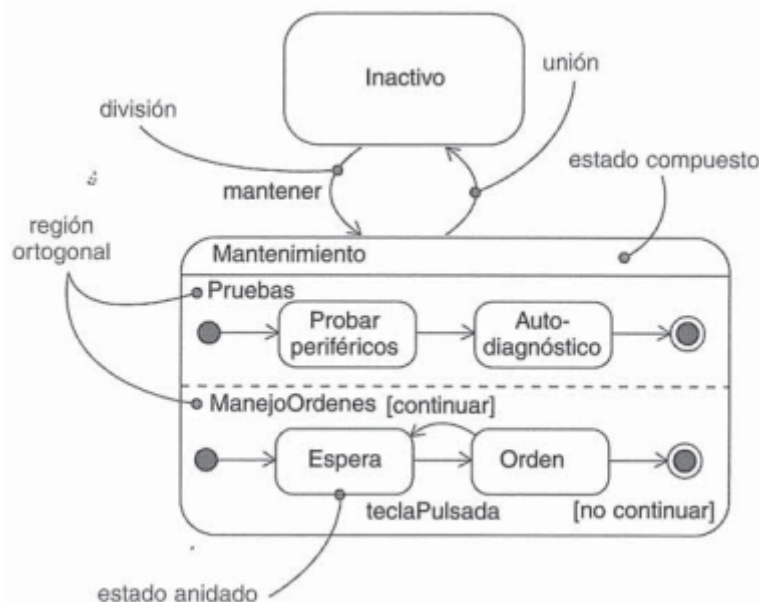 Inactivo
unión
división
estado compuesto
mantener
región
ortogonal
Mantenimiento
Pruebas
Probar
periféricos
Auto-
diagnóstico
ManejoOrdenes [continuar]
Espera
Orden
teclaPulsada
[no continuar]
estado anidado